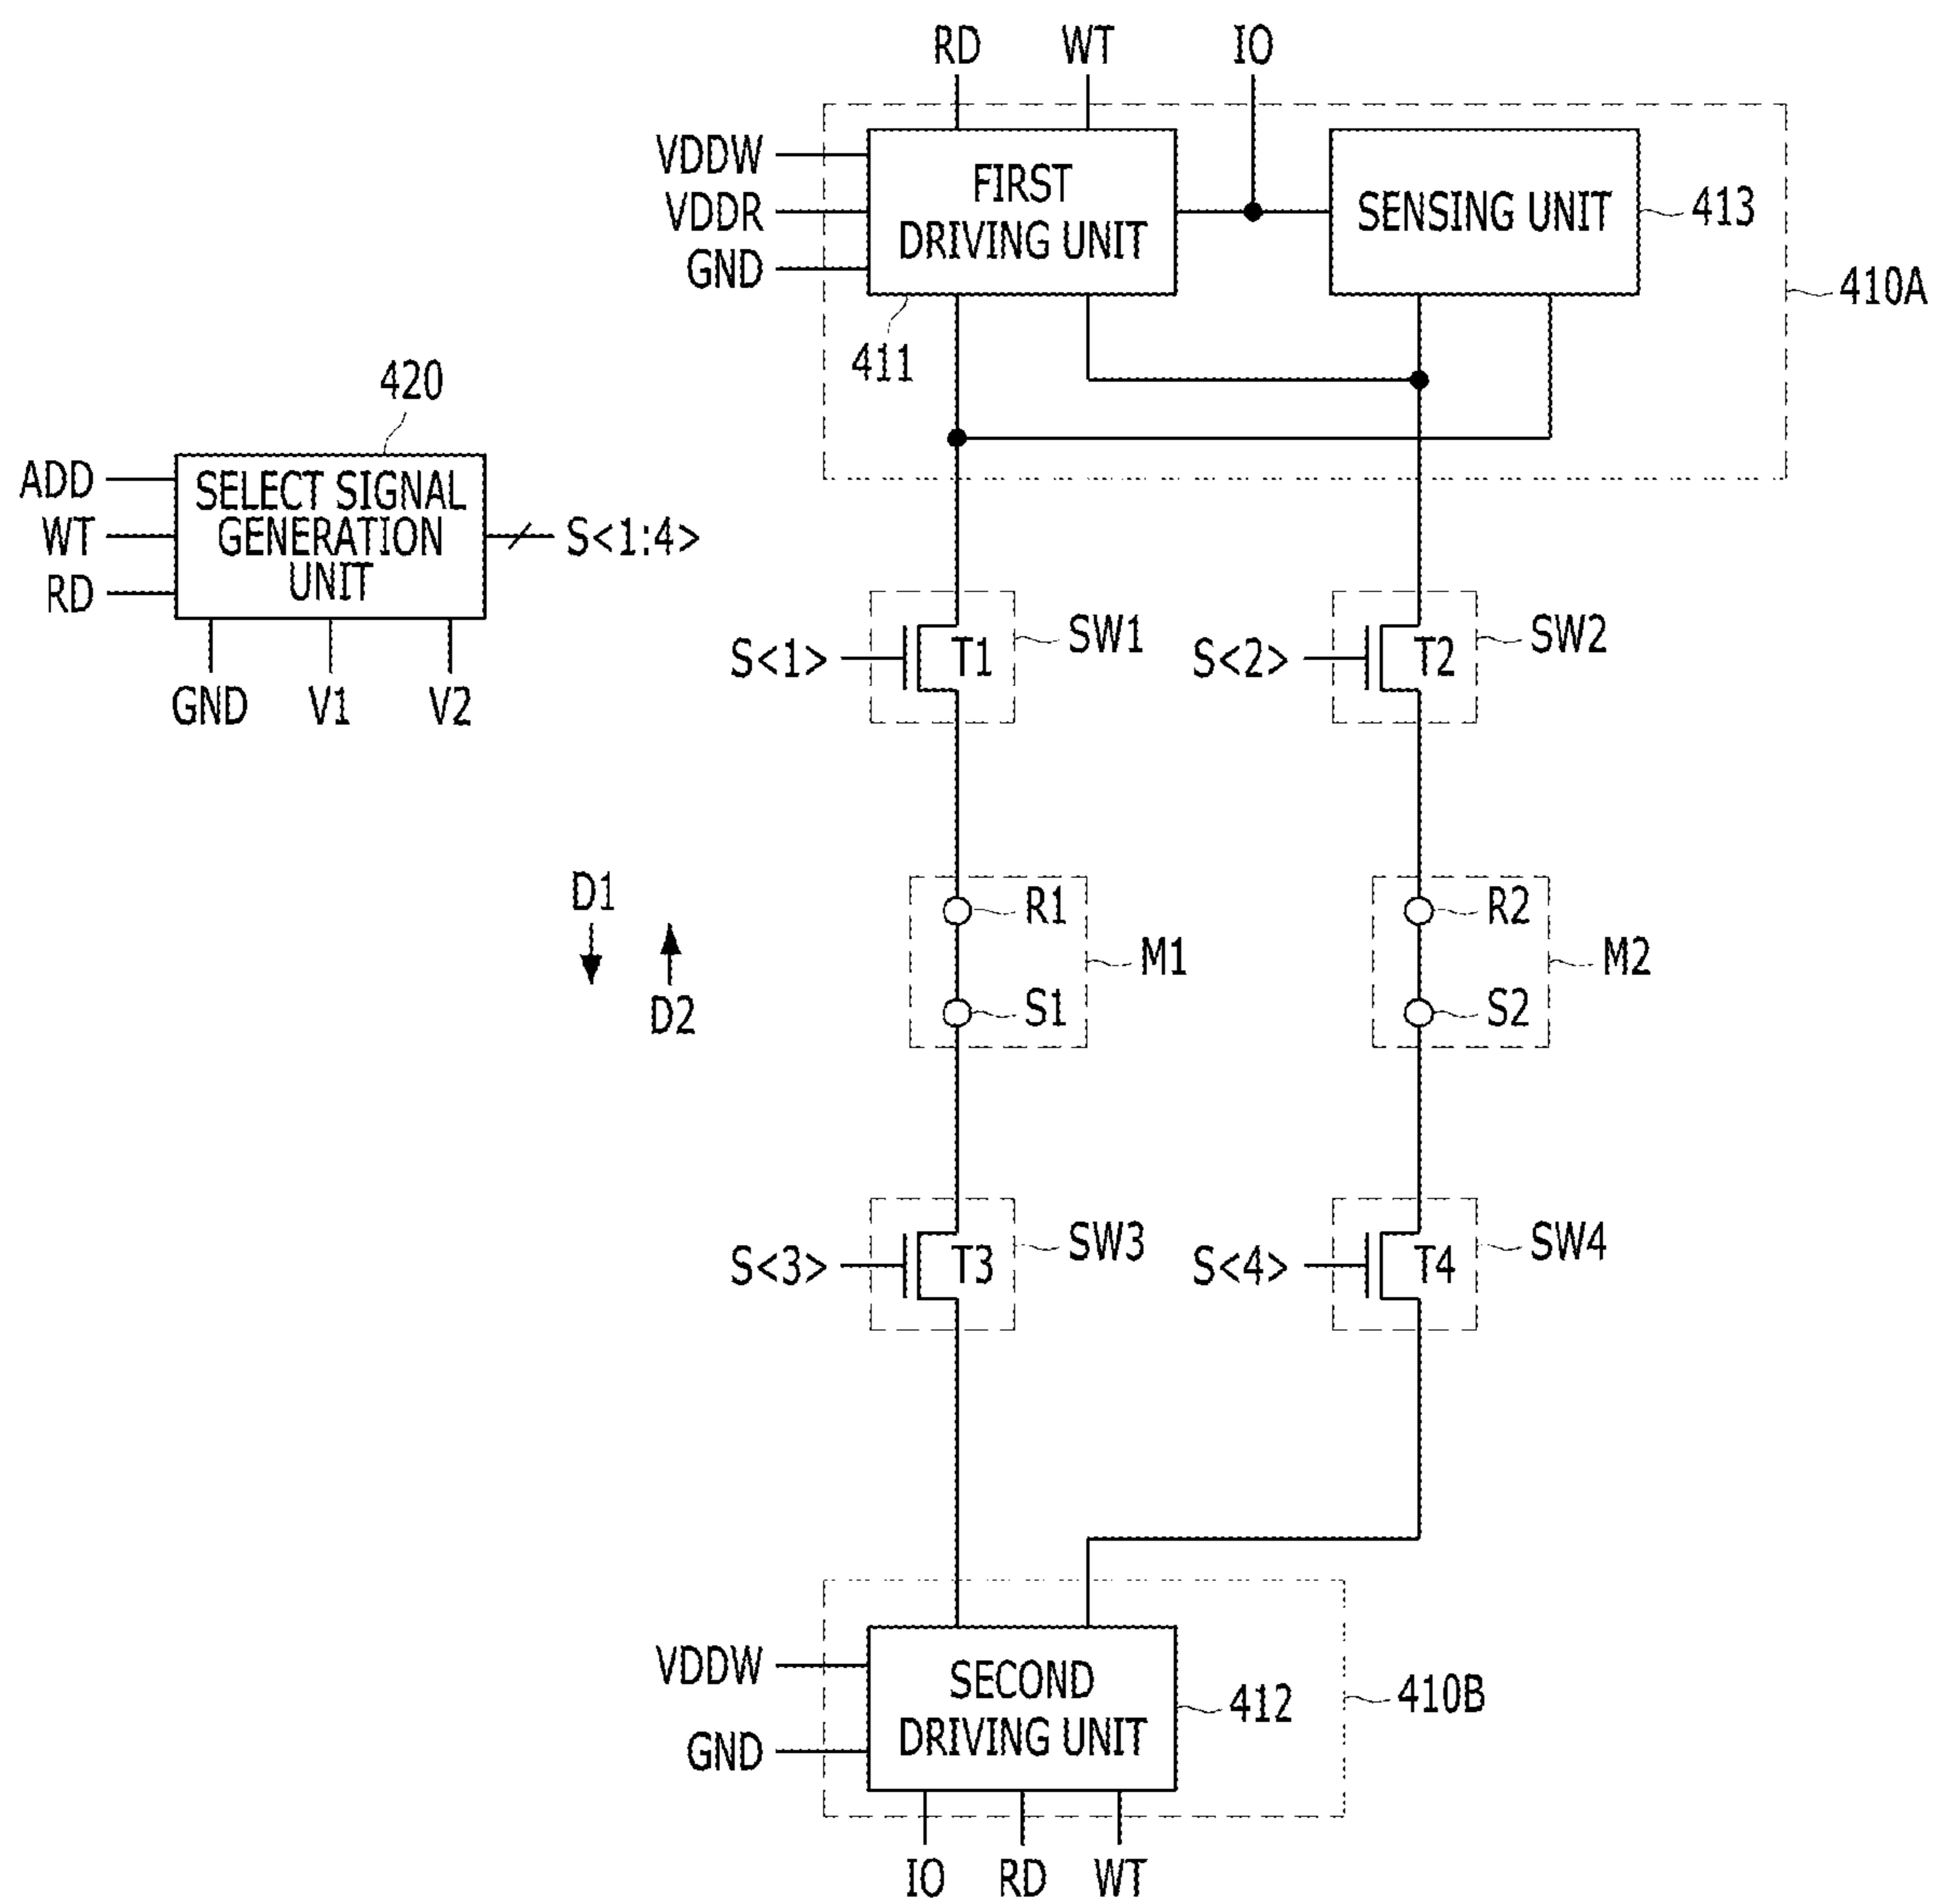 RD
WT
IO
VDDW
VDDR
GND
FIRST
DRIVING UNIT
SENSING UNIT
413
410A
411
420
ADD
WT
RD
SELECT SIGNAL
GENERATION
UNIT
S<1:4>
GND
V1
V2
S<1>
T1
SW1
S<2>
T2
SW2
D1
D2
R1
S1
M1
R2
S2
M2
S<3>
T3
SW3
S<4>
T4
SW4
VDDW
GND
SECOND
DRIVING UNIT
412
410B
IO
RD
WT